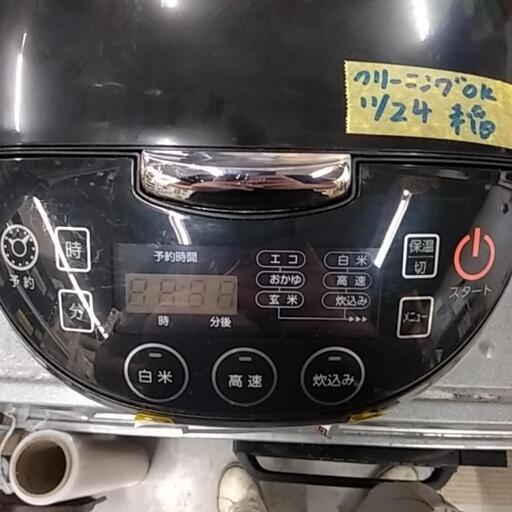 クリーニングOK
11/24
予約
時
分
予約時間
時 分後
エコ 白米
おかゆ 高速
玄米 炊込み
保温
切
メニュー
スタート
白米 高速 炊込み